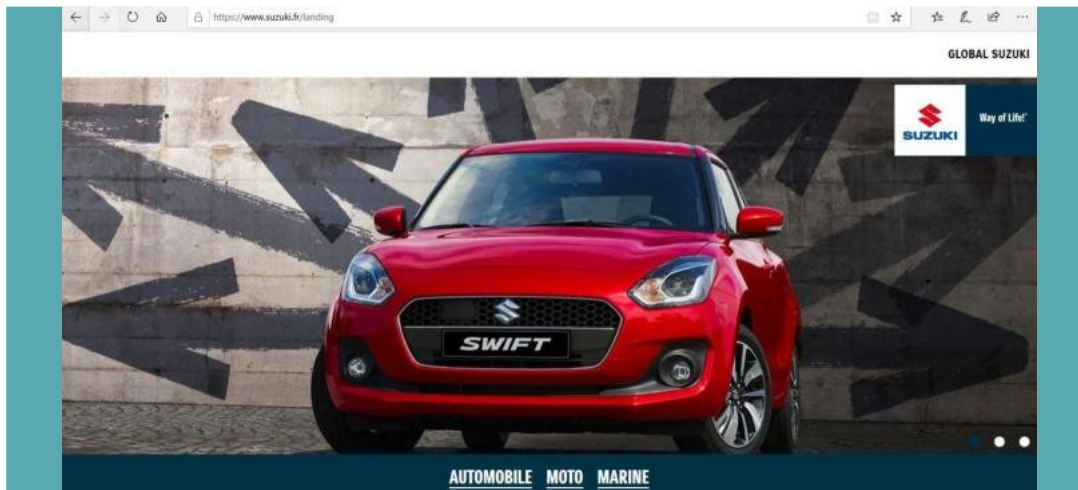 https://www.suzuki.fr/landing
GLOBAL SUZUKI
SUZUKI
Way of Life!
SWIFT
AUTOMOBILE MOTO MARINE